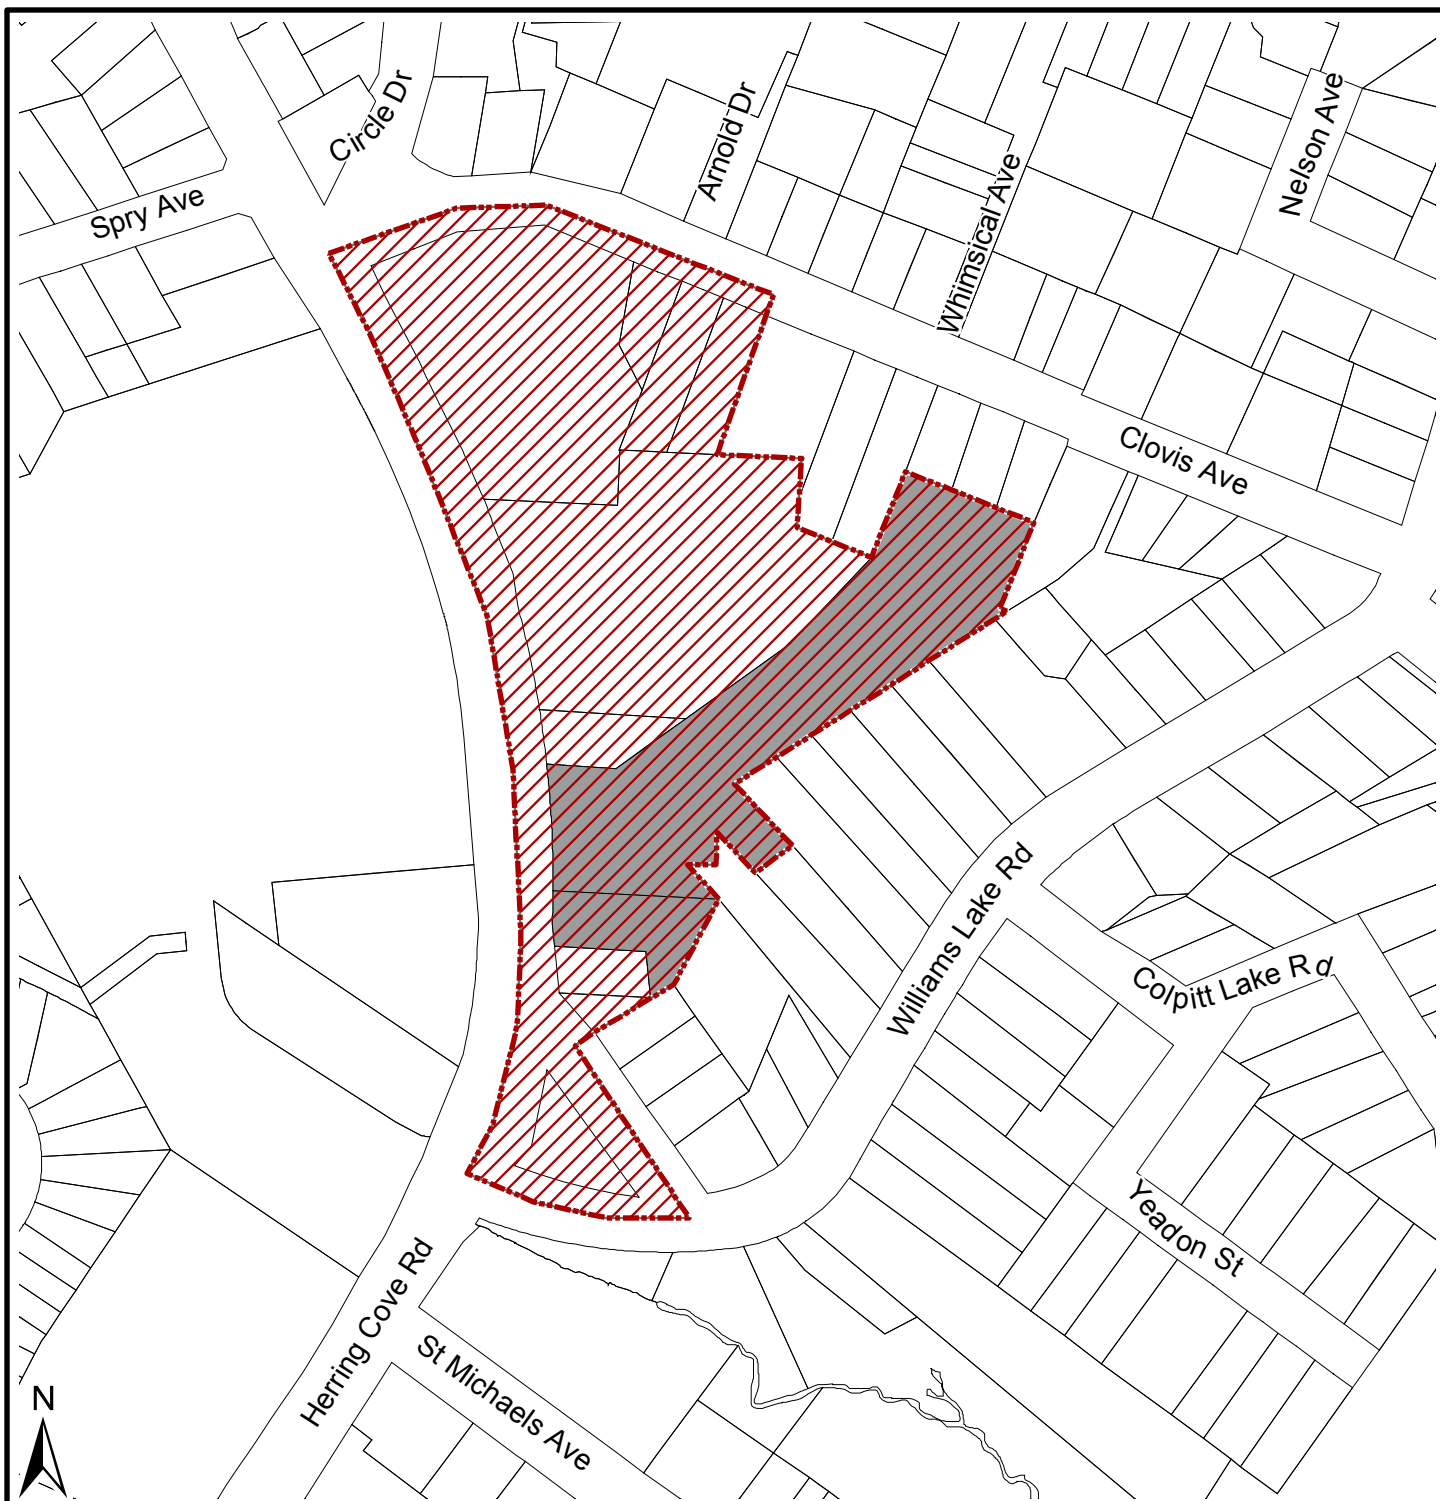 Circle Dr
Arnold Dr
Nelson Ave
Spry Ave
Whimsical Ave
Clovis Ave
Williams Lake Rd
Colpitt Lake Rd
Yeadon St
Herring Cove Rd
St Michaels Ave
N